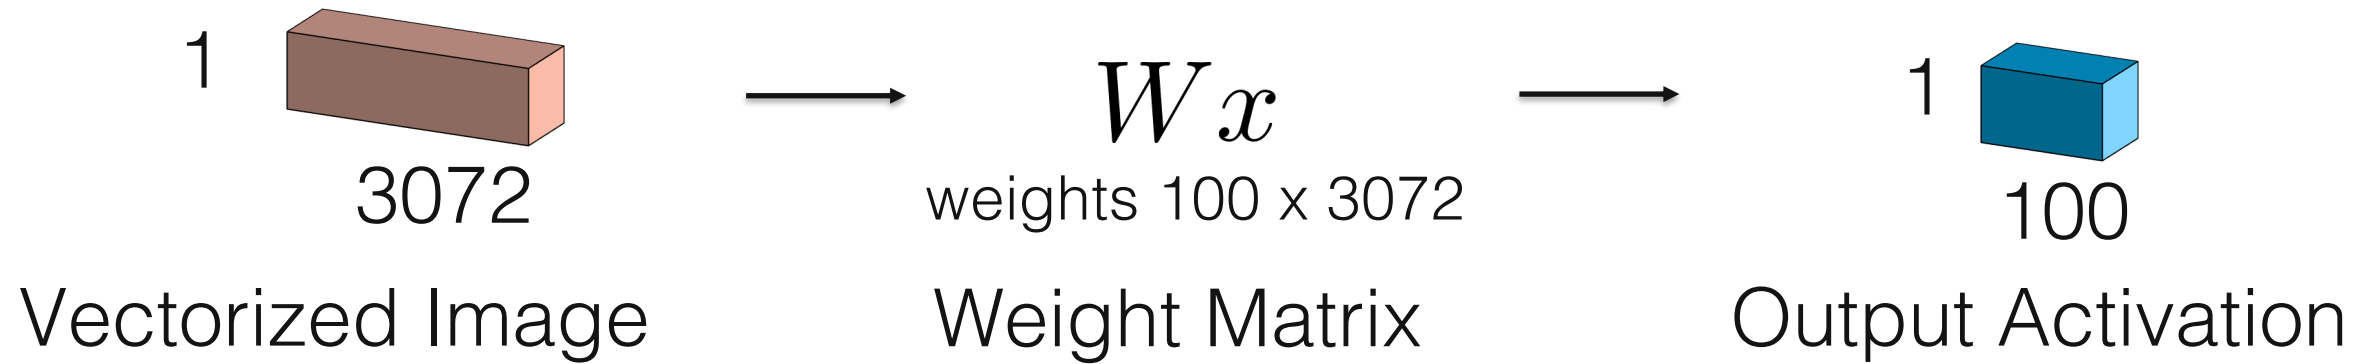 1
3072
Vectorized Image
Wx
weights 100 x 3072
Weight Matrix
1
100
Output Activation